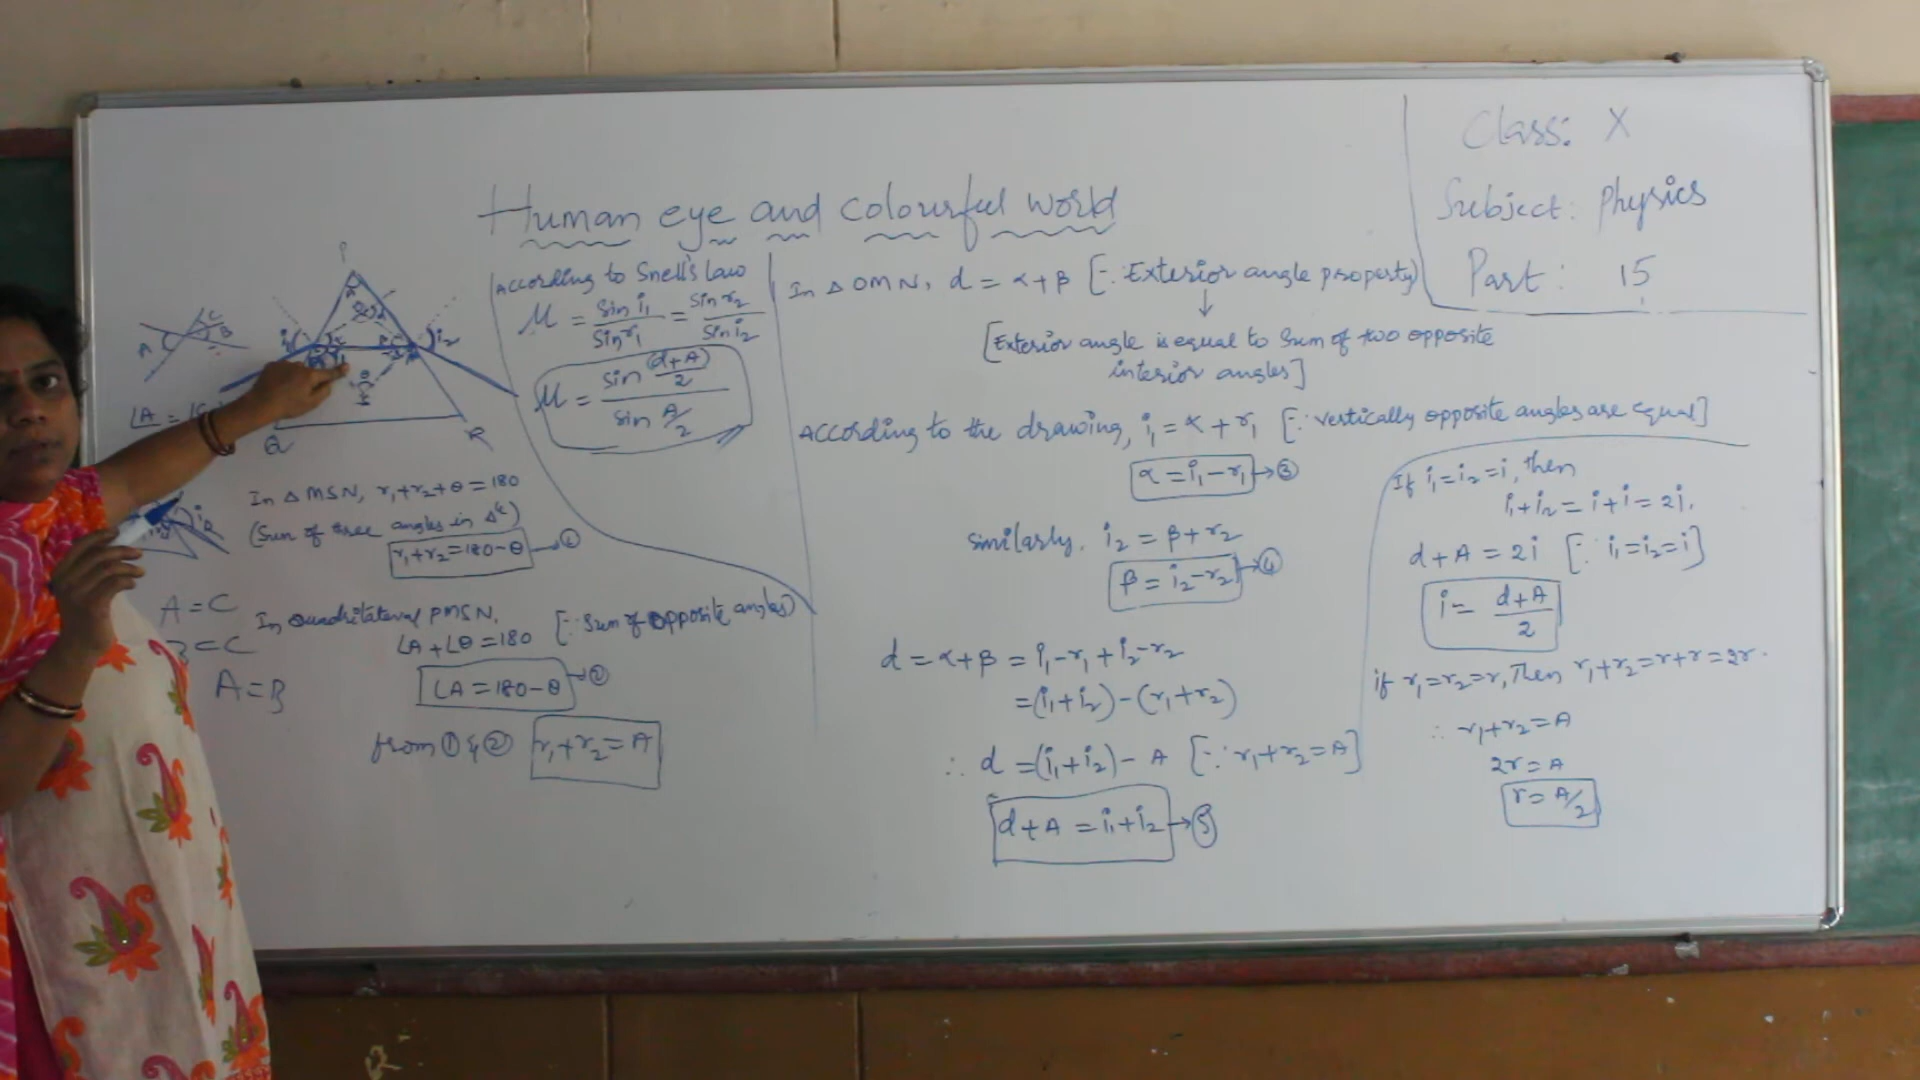 Class: X
Subject: Physics
Part: 15
Human eye and colourful world
P
Q
R
i₂
θ
A
B
C
According to Snell's law
μ = sin i₁ / sin r₁ = sin r₂ / sin i₂
μ = sin (d+A)/2 / sin A/2
In △ MSN, r₁+r₂+θ = 180
(Sum of three angles in △le)
r₁+r₂ = 180-θ → ①
A = C
B = C
A = B
In Quadrilateral PMSN,
∠A + ∠θ = 180 [∵ Sum of opposite angles)
∠A = 180-θ → ②
from ① & ② r₁+r₂ = A
In △ OMN, d = α+β [∵ Exterior angle property)
↓
[Exterior angle is equal to Sum of two opposite
interior angles]
According to the drawing, i₁ = α + r₁ [∵ vertically opposite angles are equal]
α = i₁-r₁ → ③
Similarly, i₂ = β+r₂
β = i₂-r₂ → ④
d = α+β = i₁-r₁+i₂-r₂
= (i₁+i₂)-(r₁+r₂)
∴ d = (i₁+i₂) - A [∵ r₁+r₂ = A]
d+A = i₁+i₂ → ⑤
If i₁=i₂=i, then
i₁+i₂ = i+i = 2i.
d+A = 2i [∵ i₁=i₂=i]
i = d+A / 2
if r₁=r₂=r, Then r₁+r₂=r+r=2r.
∴ r₁+r₂ = A
2r = A
r = A/2